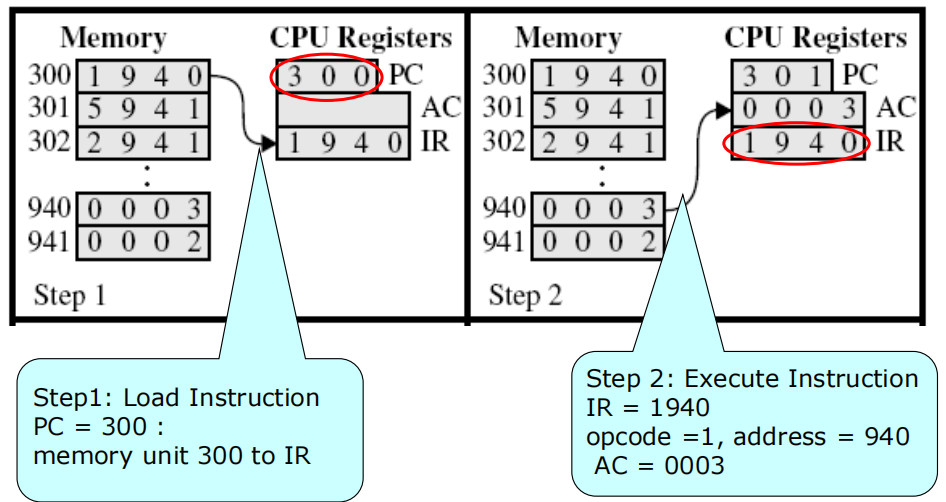 Memory CPU Registers
300 1 9 4 0 3 0 0 PC
301 5 9 4 1 AC
302 2 9 4 1 1 9 4 0 IR
:
940 0 0 0 3
941 0 0 0 2
Step 1
Memory CPU Registers
300 1 9 4 0 3 0 1 PC
301 5 9 4 1 0 0 0 3 AC
302 2 9 4 1 1 9 4 0 IR
:
940 0 0 0 3
941 0 0 0 2
Step 2
Step1: Load Instruction
PC = 300 :
memory unit 300 to IR
Step 2: Execute Instruction
IR = 1940
opcode =1, address = 940
AC = 0003